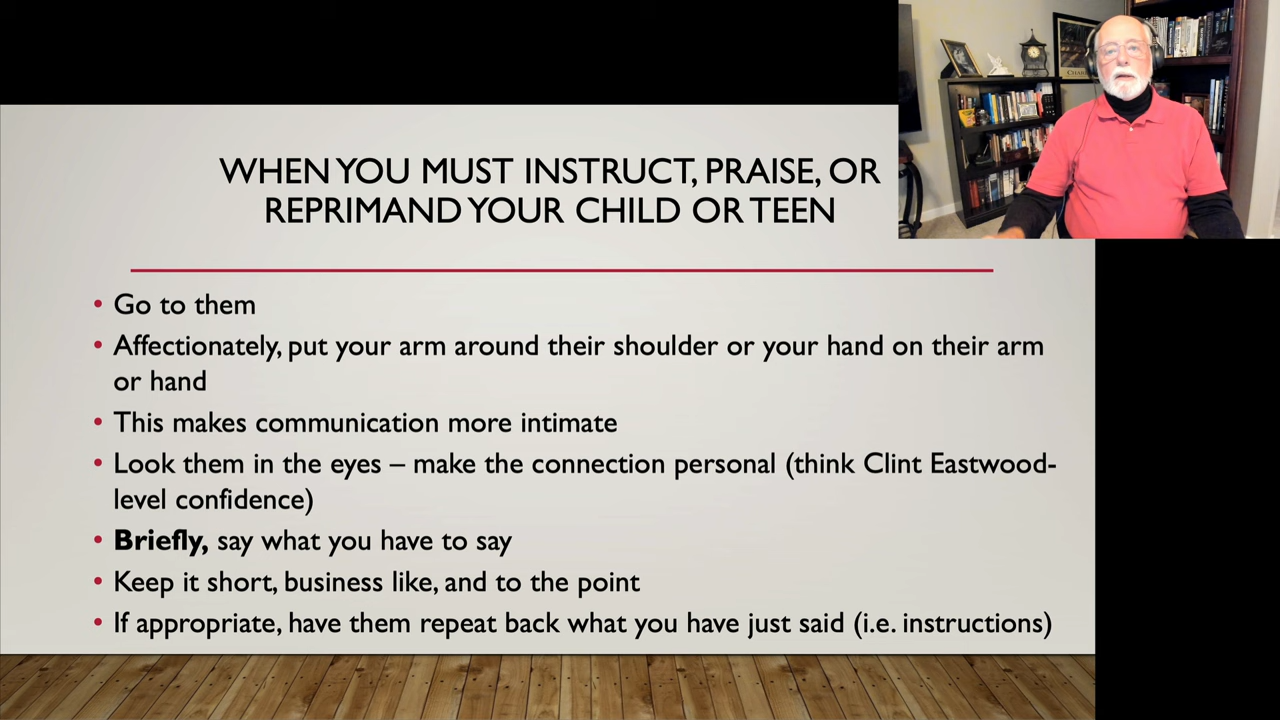 WHEN YOU MUST INSTRUCT, PRAISE, OR
REPRIMAND YOUR CHILD OR TEEN
• Go to them
• Affectionately, put your arm around their shoulder or your hand on their arm
or hand
• This makes communication more intimate
• Look them in the eyes – make the connection personal (think Clint Eastwood-
level confidence)
• Briefly, say what you have to say
• Keep it short, business like, and to the point
• If appropriate, have them repeat back what you have just said (i.e. instructions)